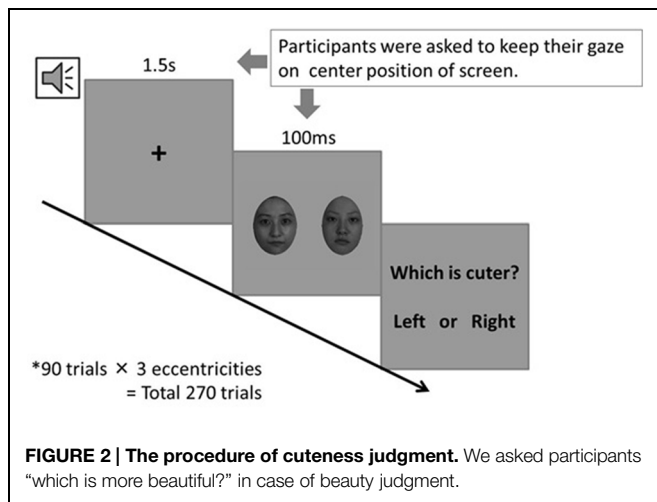 Participants were asked to keep their gaze
on center position of screen.
1.5s
+
100ms
Which is cuter?
Left or Right
*90 trials × 3 eccentricities
= Total 270 trials
FIGURE 2 | The procedure of cuteness judgment. We asked participants
“which is more beautiful?” in case of beauty judgment.